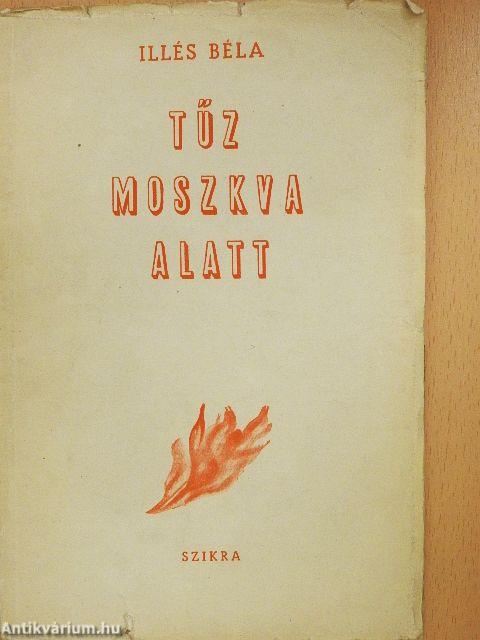 ILLÉS BÉLA
TŰZ
MOSZKVA
ALATT
SZIKRA
Antikvárium.hu